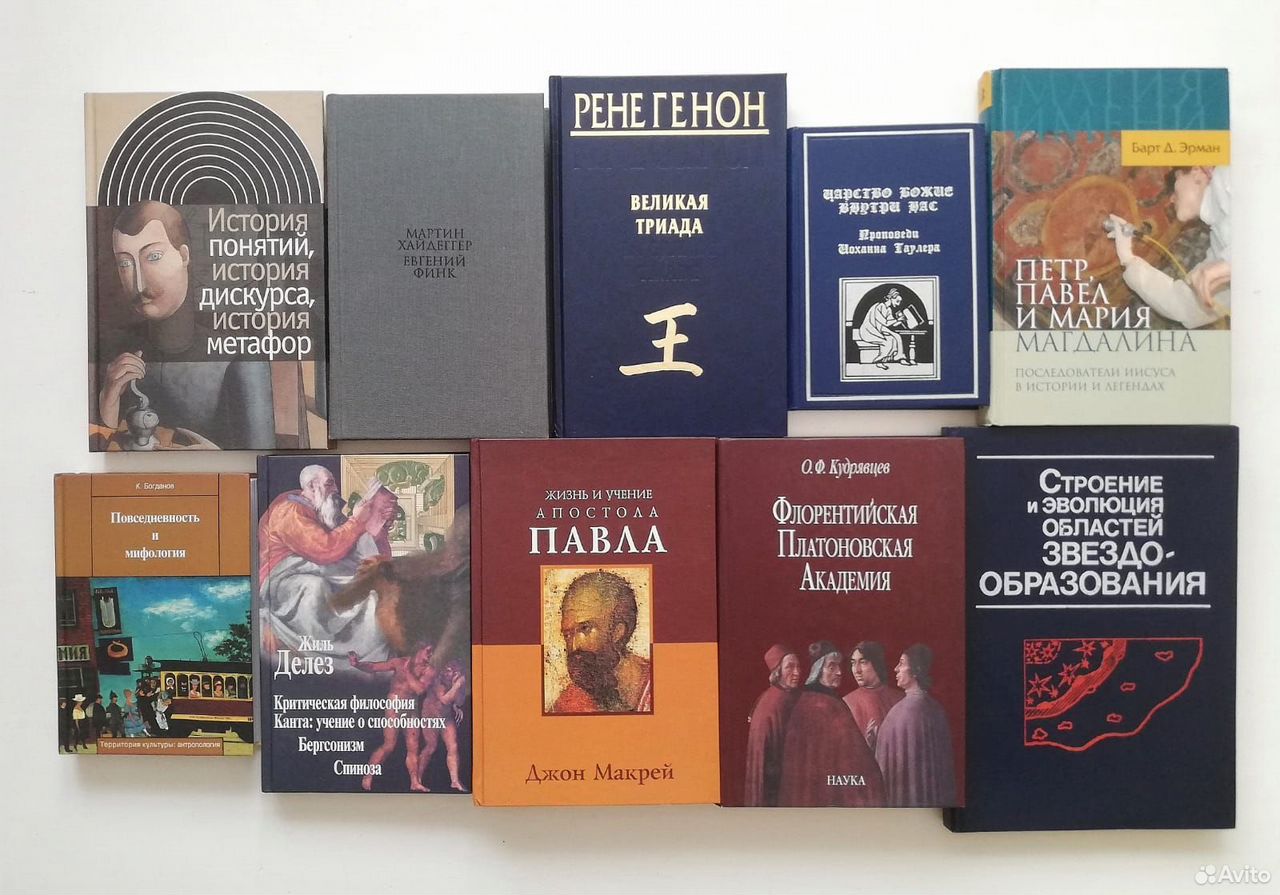 История
понятий,
история
дискурса,
история
метафор
МАРТИН
ХАЙДЕГГЕР
ЕВГЕНИЙ
ФИНК
РЕНЕ ГЕНОН
ВЕЛИКАЯ
ТРИАДА
王
ЦАРСТВО БОЖИЕ
ВНУТРИ НАС
Проповеди
Иоханна Таулера
Барт Д. Эрман
ПЕТР,
ПАВЕЛ
И МАРИЯ
МАГДАЛИНА
ПОСЛЕДОВАТЕЛИ ИИСУСА
В ИСТОРИИ И ЛЕГЕНДАХ
К. Богданов
Повседневность
и
мифология
МИЯ
Территория культуры: антропология
Жиль
Делез
Критическая философия
Канта: учение о способностях
Бергсонизм
Спиноза
ЖИЗНЬ И УЧЕНИЕ
АПОСТОЛА
ПАВЛА
Джон Макрей
О. Ф. Кудрявцев
Флорентийская
Платоновская
Академия
НАУКА
Строение
и эволюция
областей
звездо-
образования
Avito